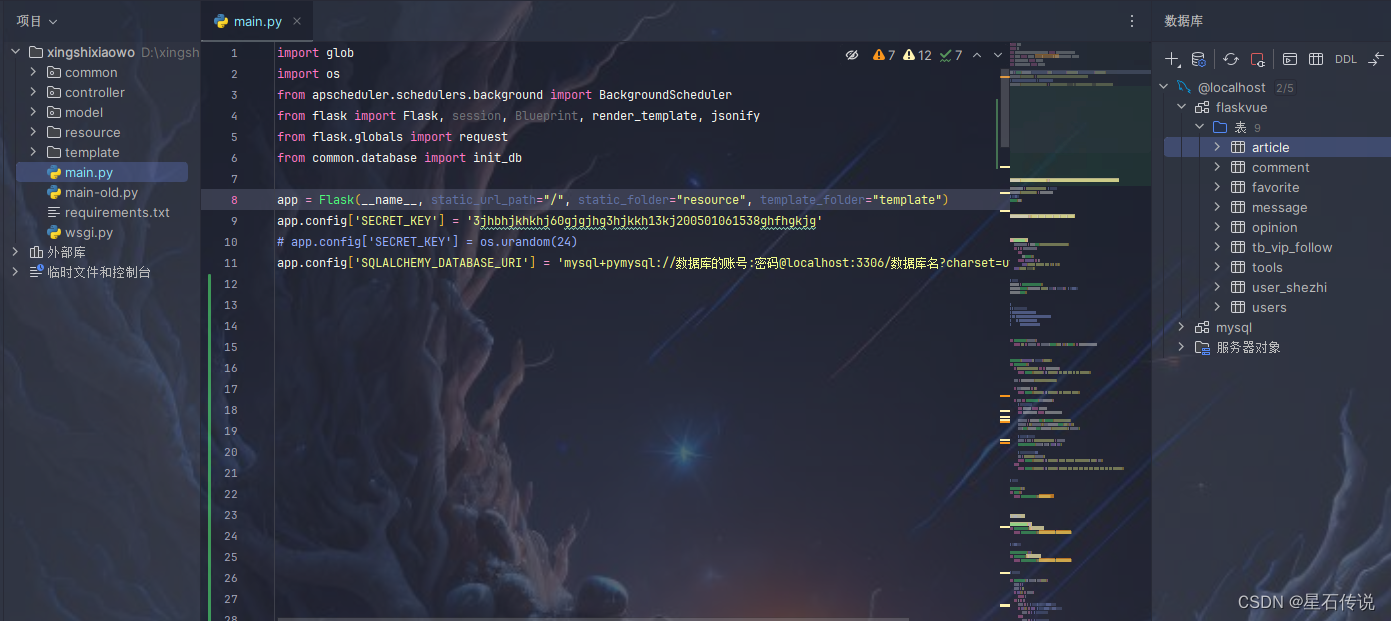 项目
xingshixiaowo D:\xingsh
common
controller
model
resource
template
main.py
main-old.py
requirements.txt
wsgi.py
外部库
临时文件和控制台
main.py
7 12 7
1 import glob
2 import os
3 from apscheduler.schedulers.background import BackgroundScheduler
4 from flask import Flask, session, Blueprint, render_template, jsonify
5 from flask.globals import request
6 from common.database import init_db
7
8 app = Flask(__name__, static_url_path="/", static_folder="resource", template_folder="template")
9 app.config['SECRET_KEY'] = '3jhbhjkhkhj60gjgjhg3hjkkh13kj200501061538ghfhgkjg'
10 # app.config['SECRET_KEY'] = os.urandom(24)
11 app.config['SQLALCHEMY_DATABASE_URI'] = 'mysql+pymysql://数据库的账号:密码@localhost:3306/数据库名?charset=u
12
13
14
15
16
17
18
19
20
21
22
23
24
25
26
27
28
数据库
DDL
@localhost 2/5
flaskvue
表 9
article
comment
favorite
message
opinion
tb_vip_follow
tools
user_shezhi
users
mysql
服务器对象
CSDN @星石传说